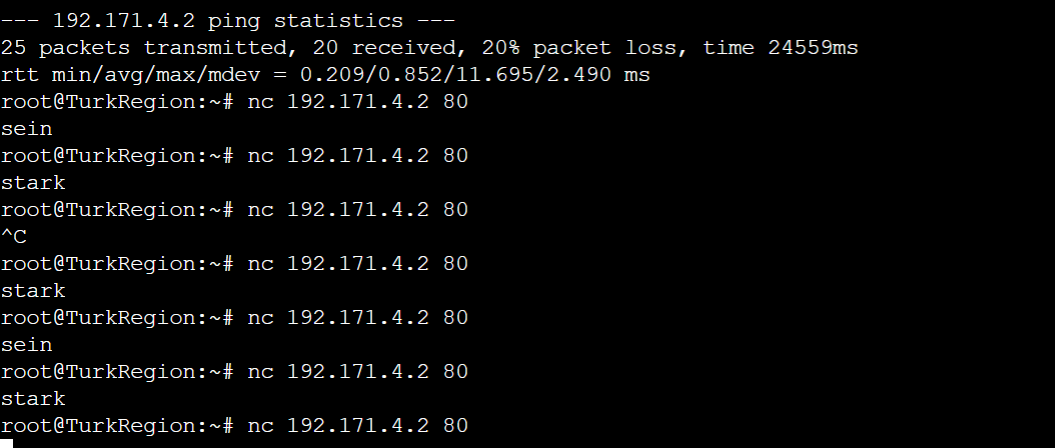 --- 192.171.4.2 ping statistics ---
25 packets transmitted, 20 received, 20% packet loss, time 24559ms
rtt min/avg/max/mdev = 0.209/0.852/11.695/2.490 ms
root@TurkRegion:~# nc 192.171.4.2 80
sein
root@TurkRegion:~# nc 192.171.4.2 80
stark
root@TurkRegion:~# nc 192.171.4.2 80
^C
root@TurkRegion:~# nc 192.171.4.2 80
stark
root@TurkRegion:~# nc 192.171.4.2 80
sein
root@TurkRegion:~# nc 192.171.4.2 80
stark
root@TurkRegion:~# nc 192.171.4.2 80